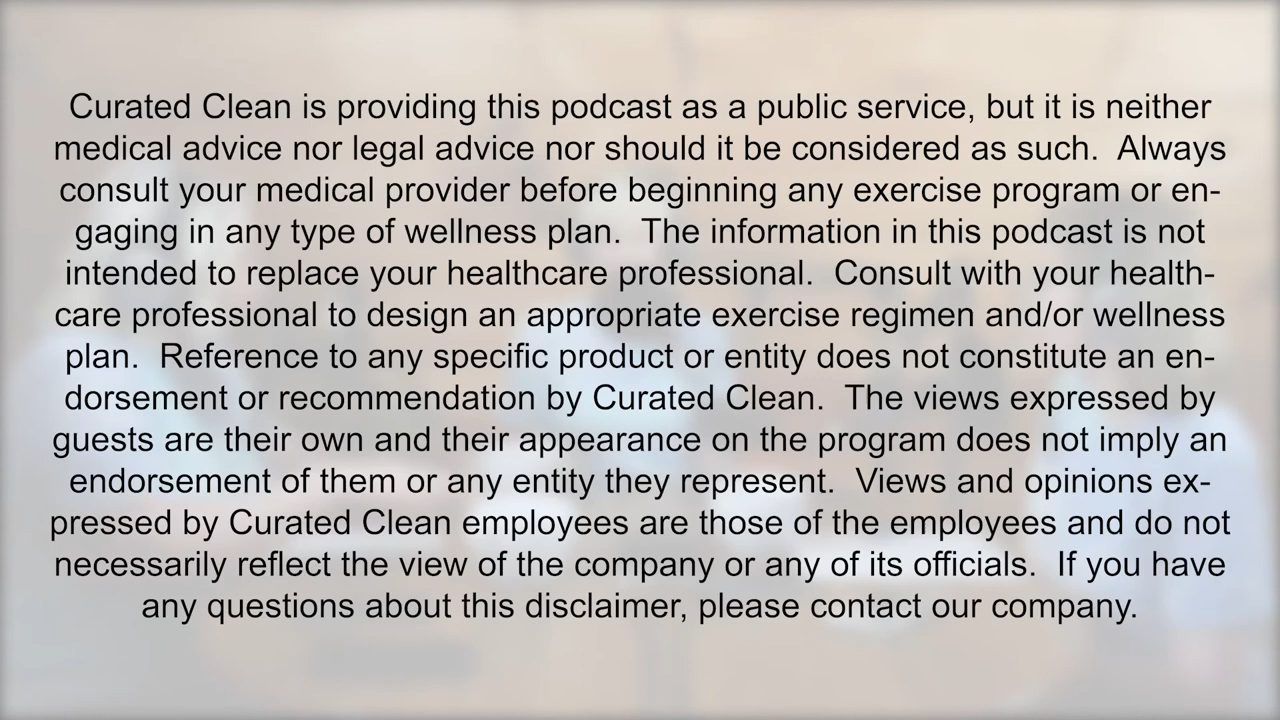 Curated Clean is providing this podcast as a public service, but it is neither
medical advice nor legal advice nor should it be considered as such.  Always
consult your medical provider before beginning any exercise program or en-
gaging in any type of wellness plan.  The information in this podcast is not
intended to replace your healthcare professional.  Consult with your health-
care professional to design an appropriate exercise regimen and/or wellness
plan.  Reference to any specific product or entity does not constitute an en-
dorsement or recommendation by Curated Clean.  The views expressed by
guests are their own and their appearance on the program does not imply an
endorsement of them or any entity they represent.  Views and opinions ex-
pressed by Curated Clean employees are those of the employees and do not
necessarily reflect the view of the company or any of its officials.  If you have
any questions about this disclaimer, please contact our company.